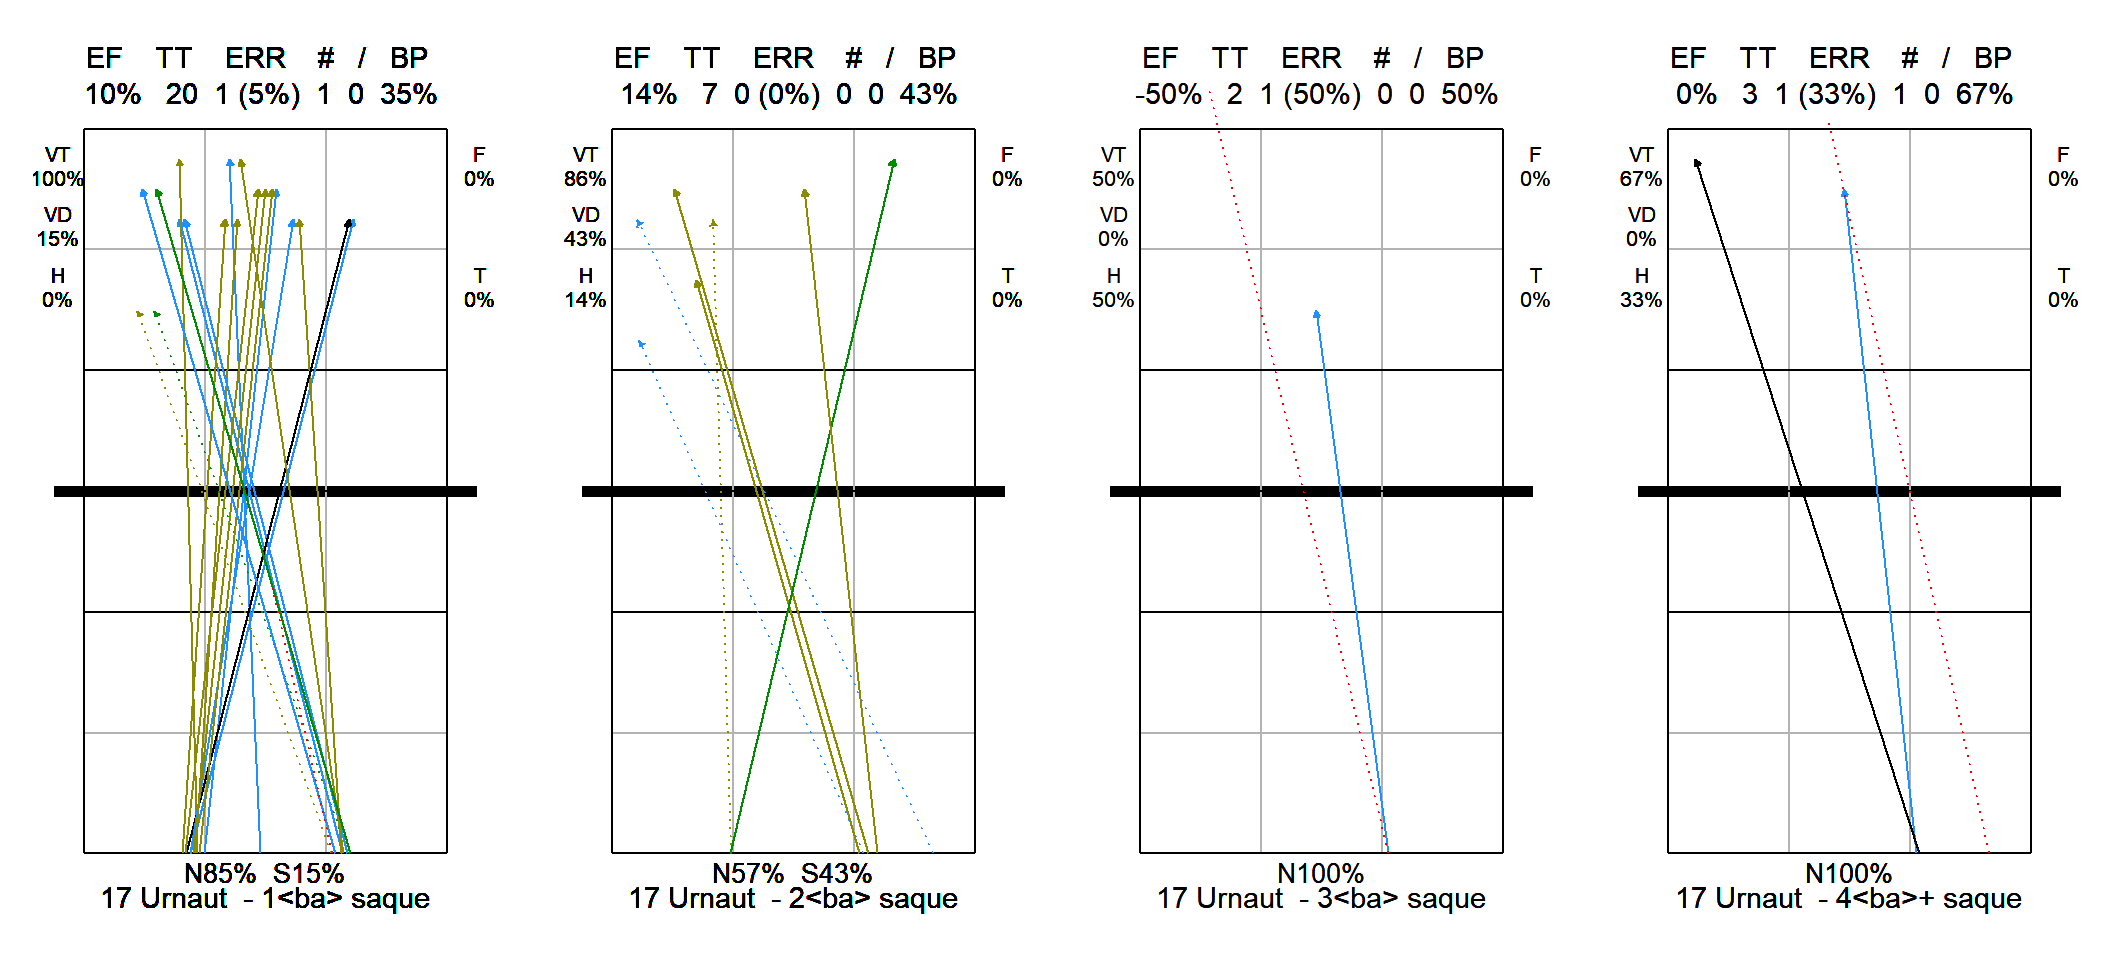 EF TT ERR # / BP
10% 20 1 (5%) 1 0 35%
VT
100%
VD
15%
H
0%
F
0%
T
0%
N85% S15%
17 Urnaut - 1<ba> saque
EF TT ERR # / BP
14% 7 0 (0%) 0 0 43%
VT
86%
VD
43%
H
14%
F
0%
T
0%
N57% S43%
17 Urnaut - 2<ba> saque
EF TT ERR # / BP
-50% 2 1 (50%) 0 0 50%
VT
50%
VD
0%
H
50%
F
0%
T
0%
N100%
17 Urnaut - 3<ba> saque
EF TT ERR # / BP
0% 3 1 (33%) 1 0 67%
VT
67%
VD
0%
H
33%
F
0%
T
0%
N100%
17 Urnaut - 4<ba>+ saque